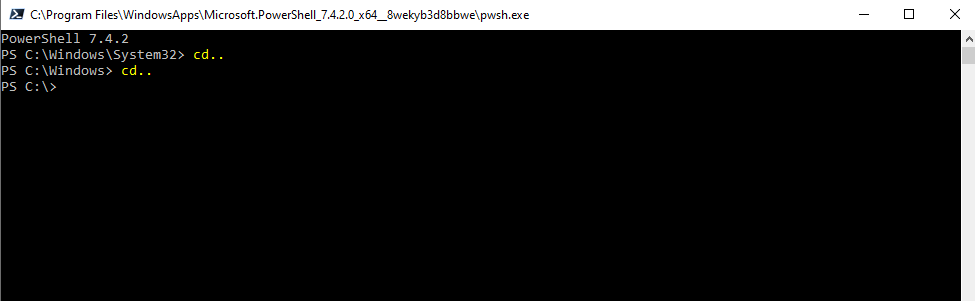 C:\Program Files\WindowsApps\Microsoft.PowerShell_7.4.2.0_x64__8wekyb3d8bbwe\pwsh.exe
PowerShell 7.4.2
PS C:\Windows\System32> cd..
PS C:\Windows> cd..
PS C:\>